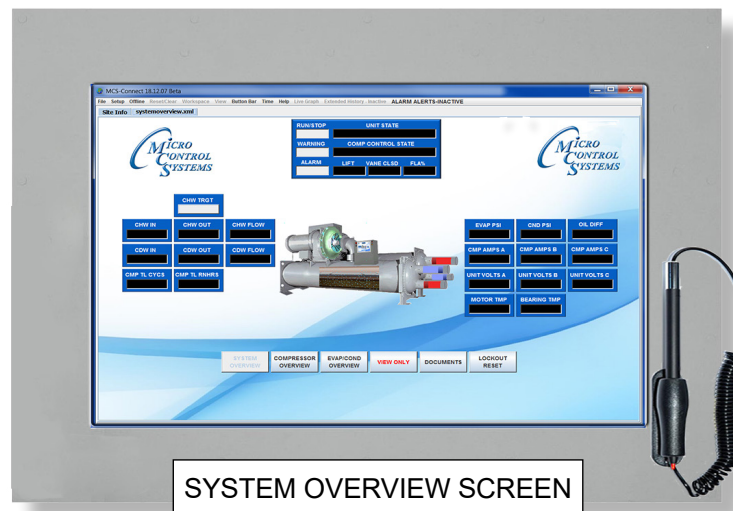 MCS-Connect 18.12.07 Beta
File Setup Offline Reset/Clear Workspace View Button Bar Time Help Live Graph Extended History Inactive ALARM ALERTS-INACTIVE
Site Info systemoverview.xml
RUN/STOP UNIT STATE
WARNING COMP CONTROL STATE
ALARM LIFT VANE CLSD FLA%
MICRO
CONTROL
SYSTEMS
MICRO
CONTROL
SYSTEMS
CHW TRGT
CHW IN CHW OUT CHW FLOW
CDW IN CDW OUT CDW FLOW
CMP TL CYCS CMP TL RNHRS
EVAP PSI CND PSI OIL DIFF
CMP AMPS A CMP AMPS B CMP AMPS C
UNIT VOLTS A UNIT VOLTS B UNIT VOLTS C
MOTOR TMP BEARING TMP
SYSTEM
OVERVIEW
COMPRESSOR
OVERVIEW
EVAP/COND
OVERVIEW
VIEW ONLY
DOCUMENTS
LOCKOUT
RESET
SYSTEM OVERVIEW SCREEN